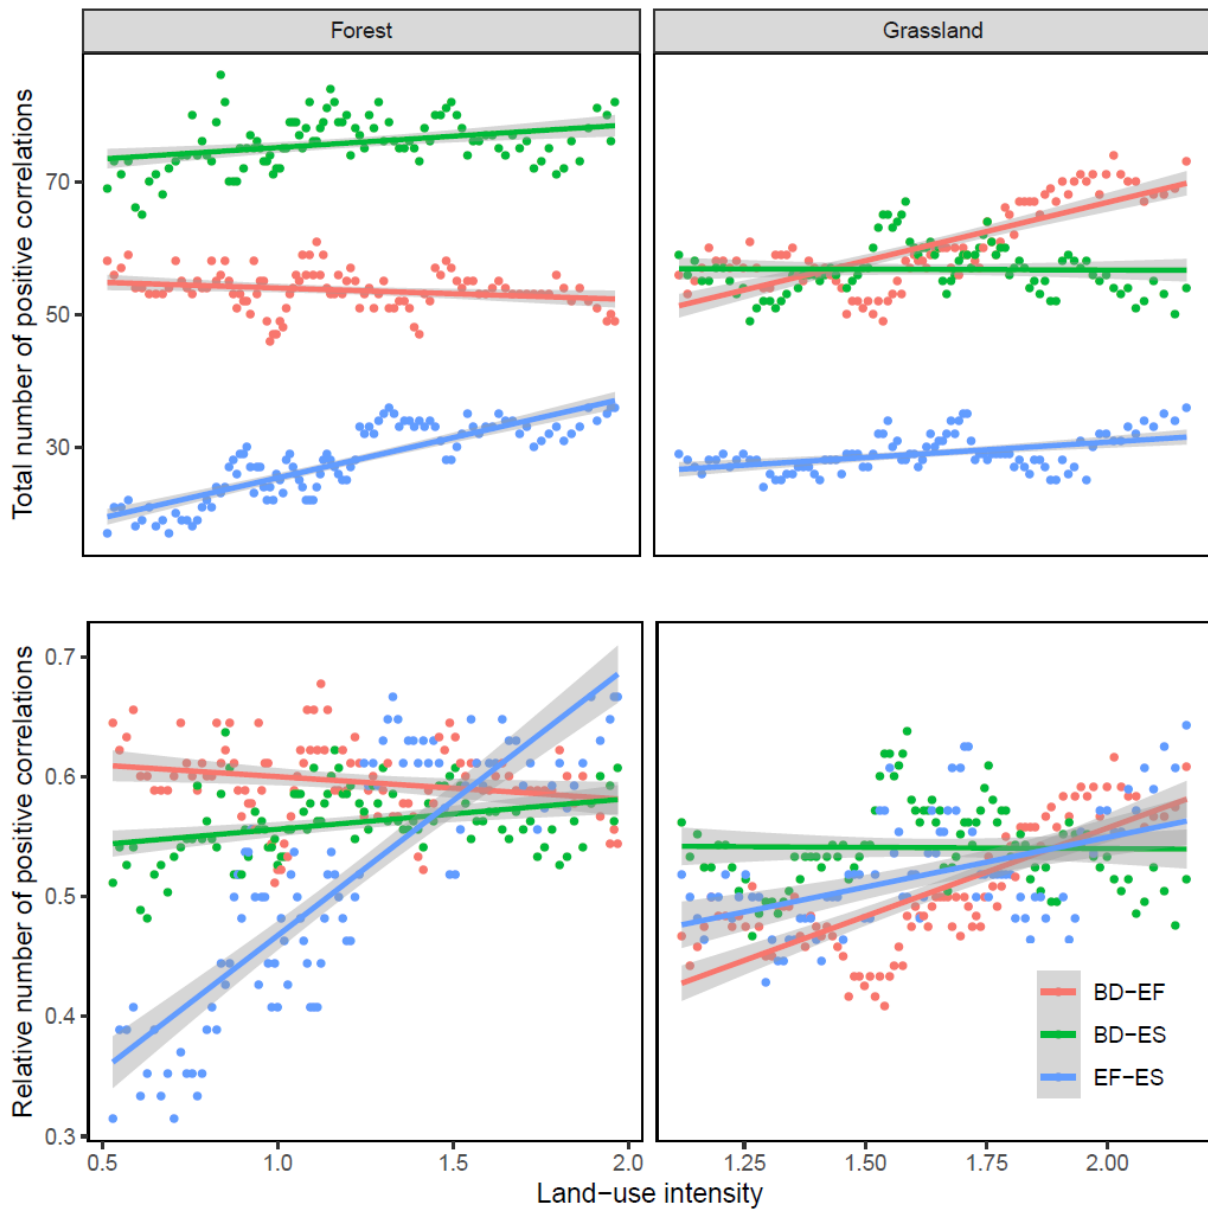 Forest
Grassland
Total number of positive correlations
70
50
30
Relative number of positive correlations
0.7
0.6
0.5
0.4
0.3
BD−EF
BD−ES
EF−ES
0.5 1.0 1.5 2.0
1.25 1.50 1.75 2.00
Land−use intensity